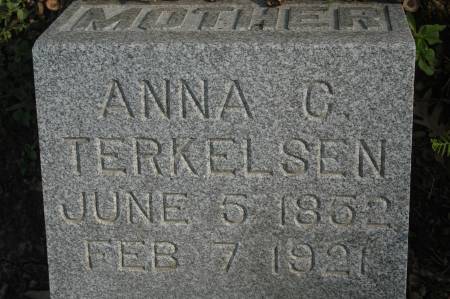 MOTHER
ANNA C.
TERKELSEN
JUNE 5 1852
FEB 7 1921